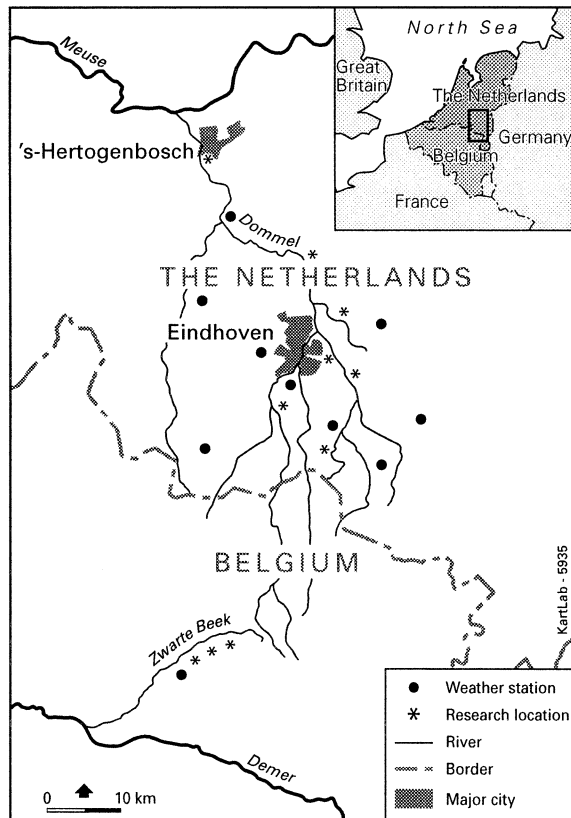 Meuse
North Sea
Great
Britain
The Netherlands
Germany
Belgium
France
's-Hertogenbosch
Dommel
THE NETHERLANDS
Eindhoven
BELGIUM
Zwarte Beek
Demer
0 10 km
Weather station
* Research location
River
Border
Major city
KartLab - 5935